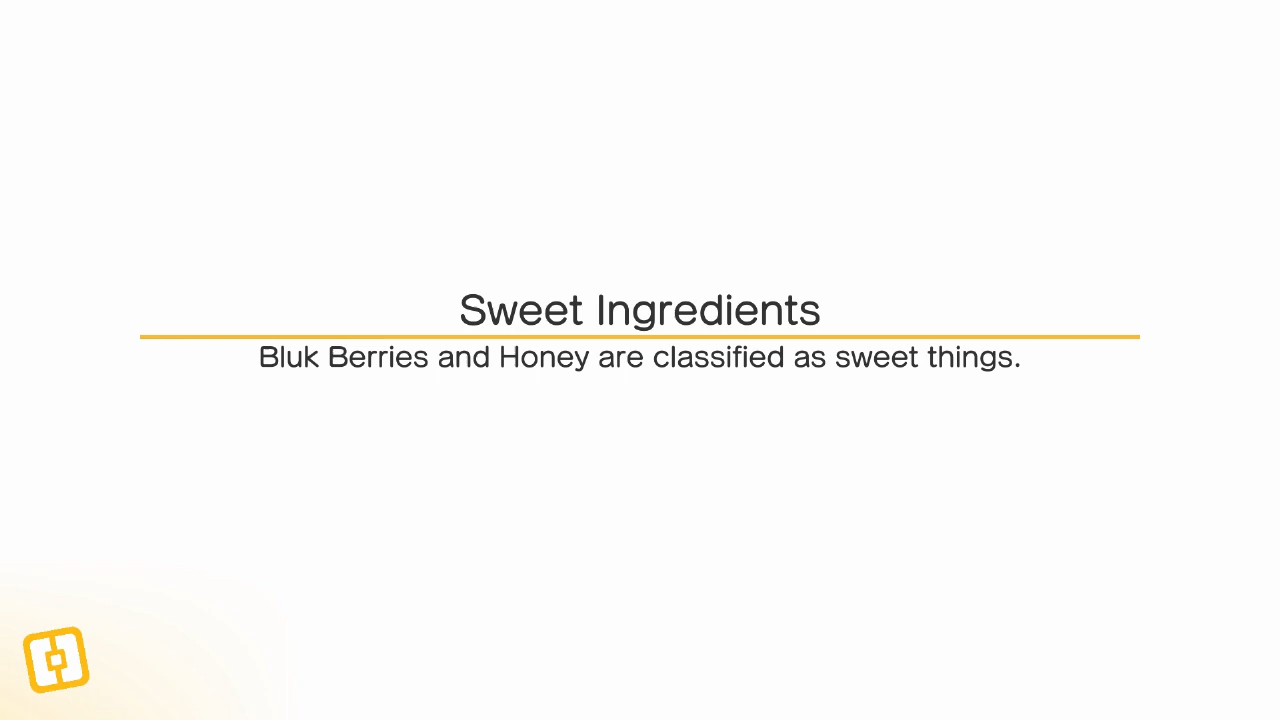 Sweet Ingredients
Bluk Berries and Honey are classified as sweet things.